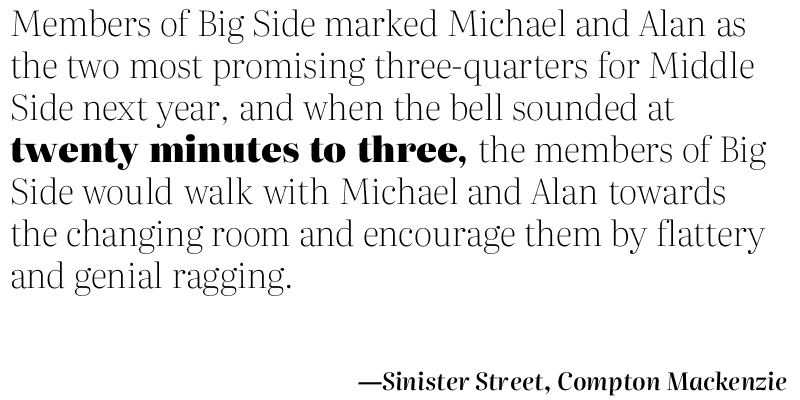 Members of Big Side marked Michael and Alan as
the two most promising three-quarters for Middle
Side next year, and when the bell sounded at
twenty minutes to three, the members of Big
Side would walk with Michael and Alan towards
the changing room and encourage them by flattery
and genial ragging.
—Sinister Street, Compton Mackenzie